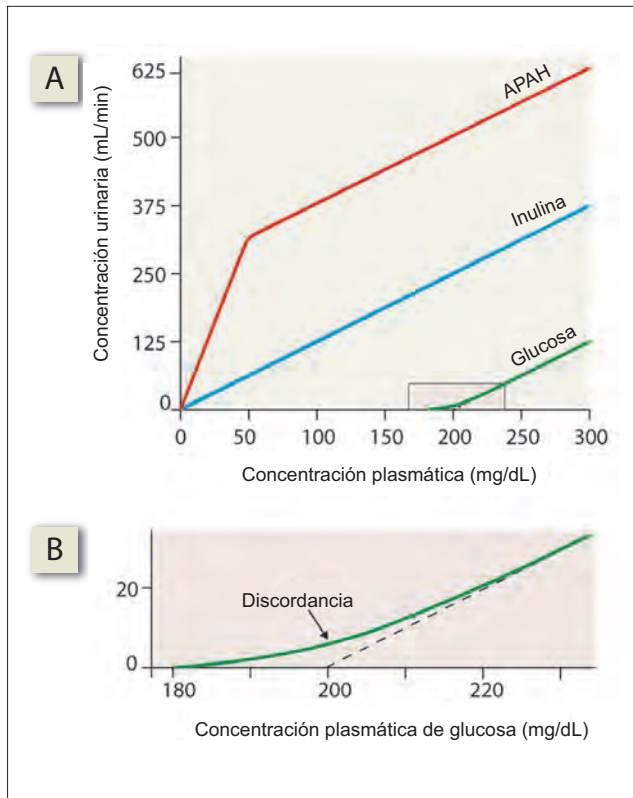 A
Concentración urinaria (mL/min)
625
500
375
250
125
0
APAH
Inulina
Glucosa
0 50 100 150 200 250 300
Concentración plasmática (mg/dL)
B
20
0
Discordancia
180 200 220
Concentración plasmática de glucosa (mg/dL)